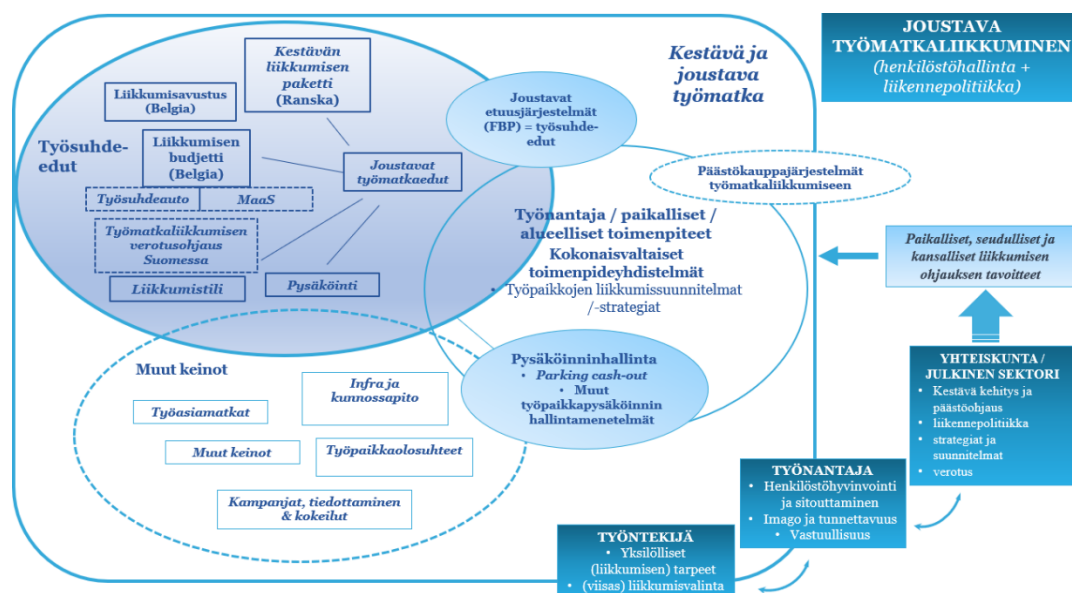 Kestävä ja
joustava
työmatka
JOUSTAVA
TYÖMATKALIIKKUMINEN
(henkilöstöhallinta +
liikennepolitiikka)
Työsuhde-
edut
Kestävän
liikkumisen
paketti
(Ranska)
Liikkumisavustus
(Belgia)
Liikkumisen
budjetti
(Belgia)
Työsuhdeauto
MaaS
Työmatkaliikkumisen
verotusohjaus
Suomessa
Liikkumistili
Joustavat
työmatkaedut
Pysäköinti
Joustavat
etuusjärjestelmät
(FBP) = työsuhde-
edut
Päästökauppajärjestelmät
työmatkaliikkumiseen
Työnantaja / paikalliset /
alueelliset toimenpiteet
Kokonaisvaltaiset
toimenpideyhdistelmät
• Työpaikkojen liikkumissuunnitelmat
/-strategiat
Pysäköinninhallinta
• Parking cash-out
• Muut
työpaikkapysäköinnin
hallintamenetelmät
Muut keinot
Työasiamatkat
Infra ja
kunnossapito
Muut keinot
Työpaikkaolosuhteet
Kampanjat, tiedottaminen
& kokeilut
Paikalliset, seudulliset ja
kansalliset liikkumisen
ohjauksen tavoitteet
YHTEISKUNTA /
JULKINEN SEKTORI
• Kestävä kehitys ja
päästöohjaus
• liikennepolitiikka
• strategiat ja
suunnitelmat
• verotus
TYÖNANTAJA
• Henkilöstöhyvinvointi
ja sitouttaminen
• Imago ja tunnettavuus
• Vastuullisuus
TYÖNTEKIJÄ
• Yksilölliset
(liikkumisen) tarpeet
• (viisas) liikkumisvalinta